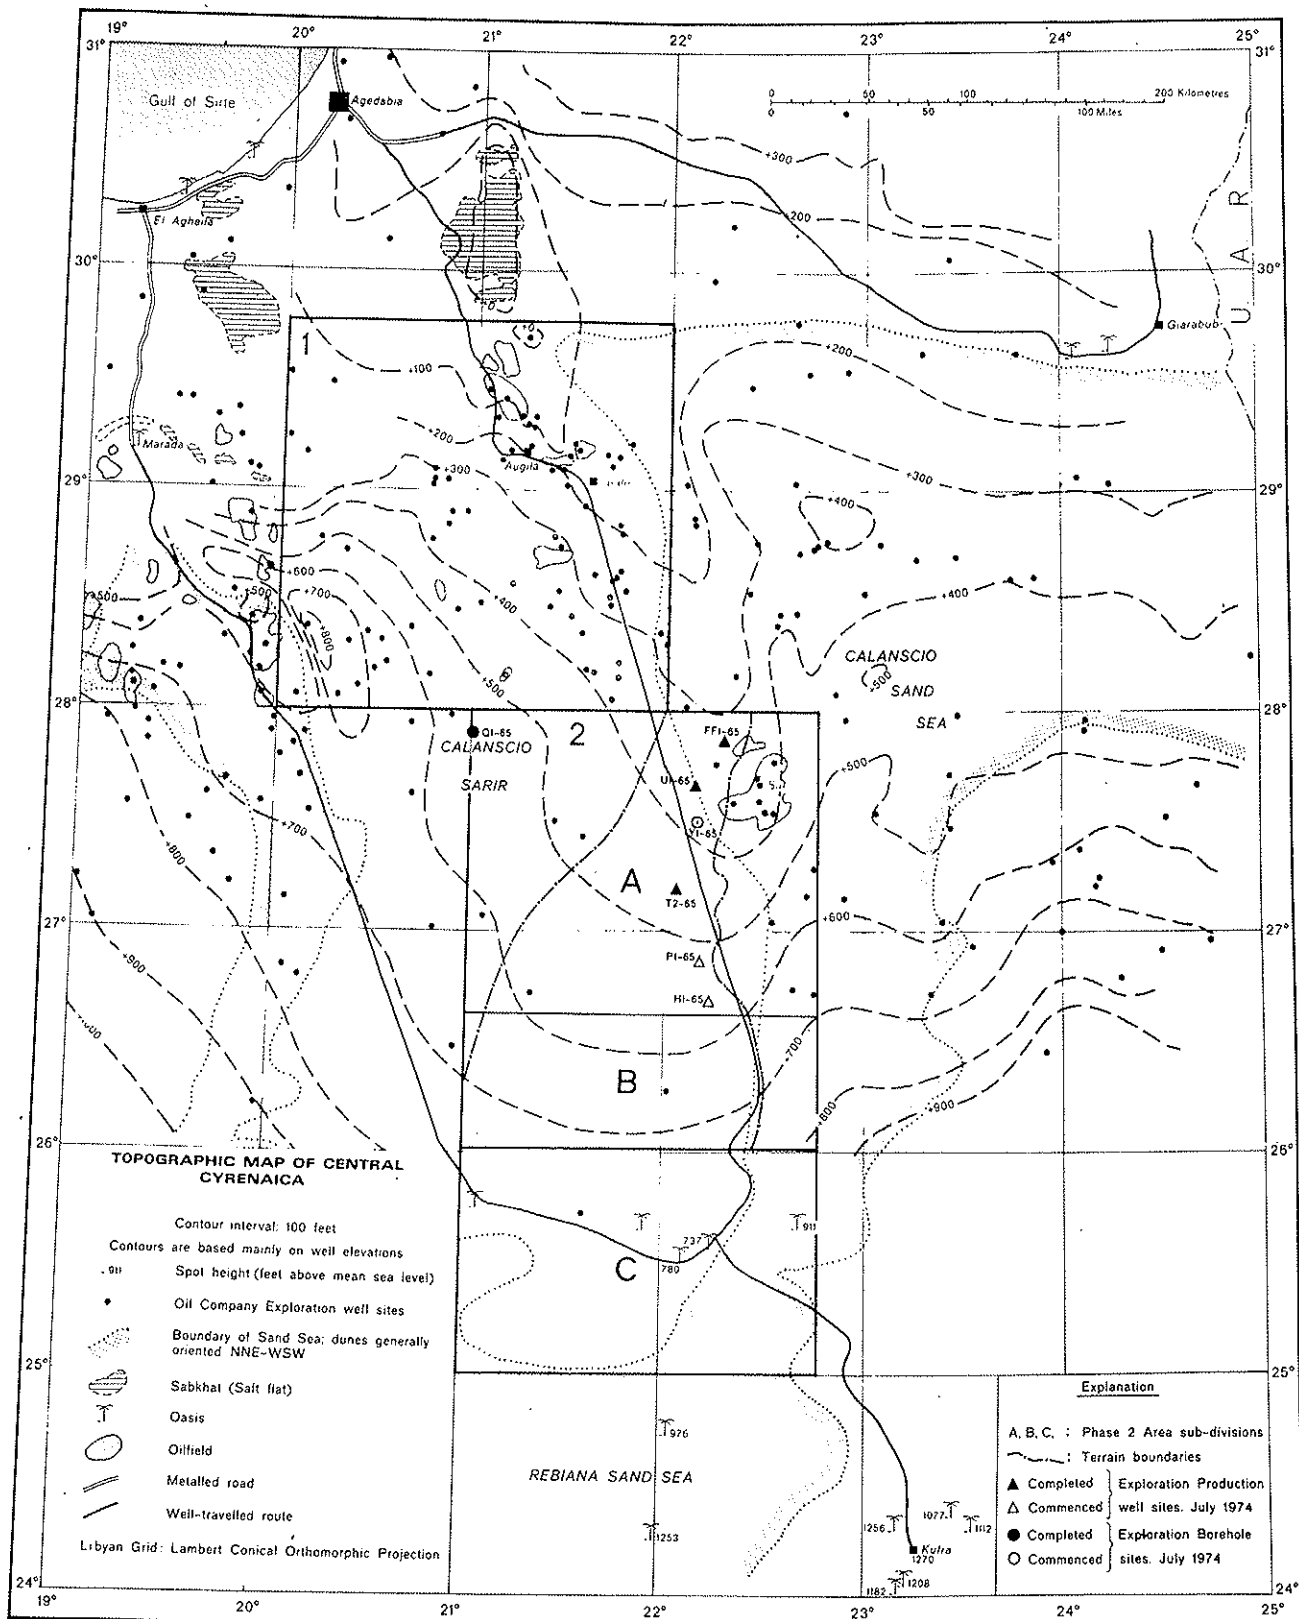 19° 20° 21° 22° 23° 24° 25°
31° 31°
Gulf of Sirte
Agedabia
0 50 100 200 Kilometres
0 50 100 Miles
+300
El Agheila
+200
U A R
30° 30°
Giarabub
+0
+0
1
+100
+200
+200
Marada
Augila
+300
+300
29° 29°
+400
+600
+500
+700
+500
+400
+400
+800
CALANSCIO
SAND
SEA
+500
+500
28° 28°
2
QI-65
FFI-65
CALANSCIO
SARIR
UI-65
+500
YI-65
+700
+800
A
T2-65
+600
27° 27°
PI-65
+900
HI-65
+700
B
+800
+900
26° 26°
TOPOGRAPHIC MAP OF CENTRAL
CYRENAICA
Contour interval: 100 feet
Contours are based mainly on well elevations
. 911 Spot height (feet above mean sea level)
Oil Company Exploration well sites
Boundary of Sand Sea; dunes generally
oriented NNE-WSW
Sabkhat (Salt flat)
Oasis
Oilfield
Metalled road
Well-travelled route
Libyan Grid: Lambert Conical Orthomorphic Projection
911
737
780
C
25° 25°
976
REBIANA SAND SEA
1253
1077
1256
1112
Kufra
1270
1208
1182
Explanation
A, B, C, : Phase 2 Area sub-divisions
: Terrain boundaries
▲ Completed } Exploration Production
△ Commenced } well sites. July 1974
● Completed } Exploration Borehole
○ Commenced } sites. July 1974
24° 24°
19° 20° 21° 22° 23° 24° 25°